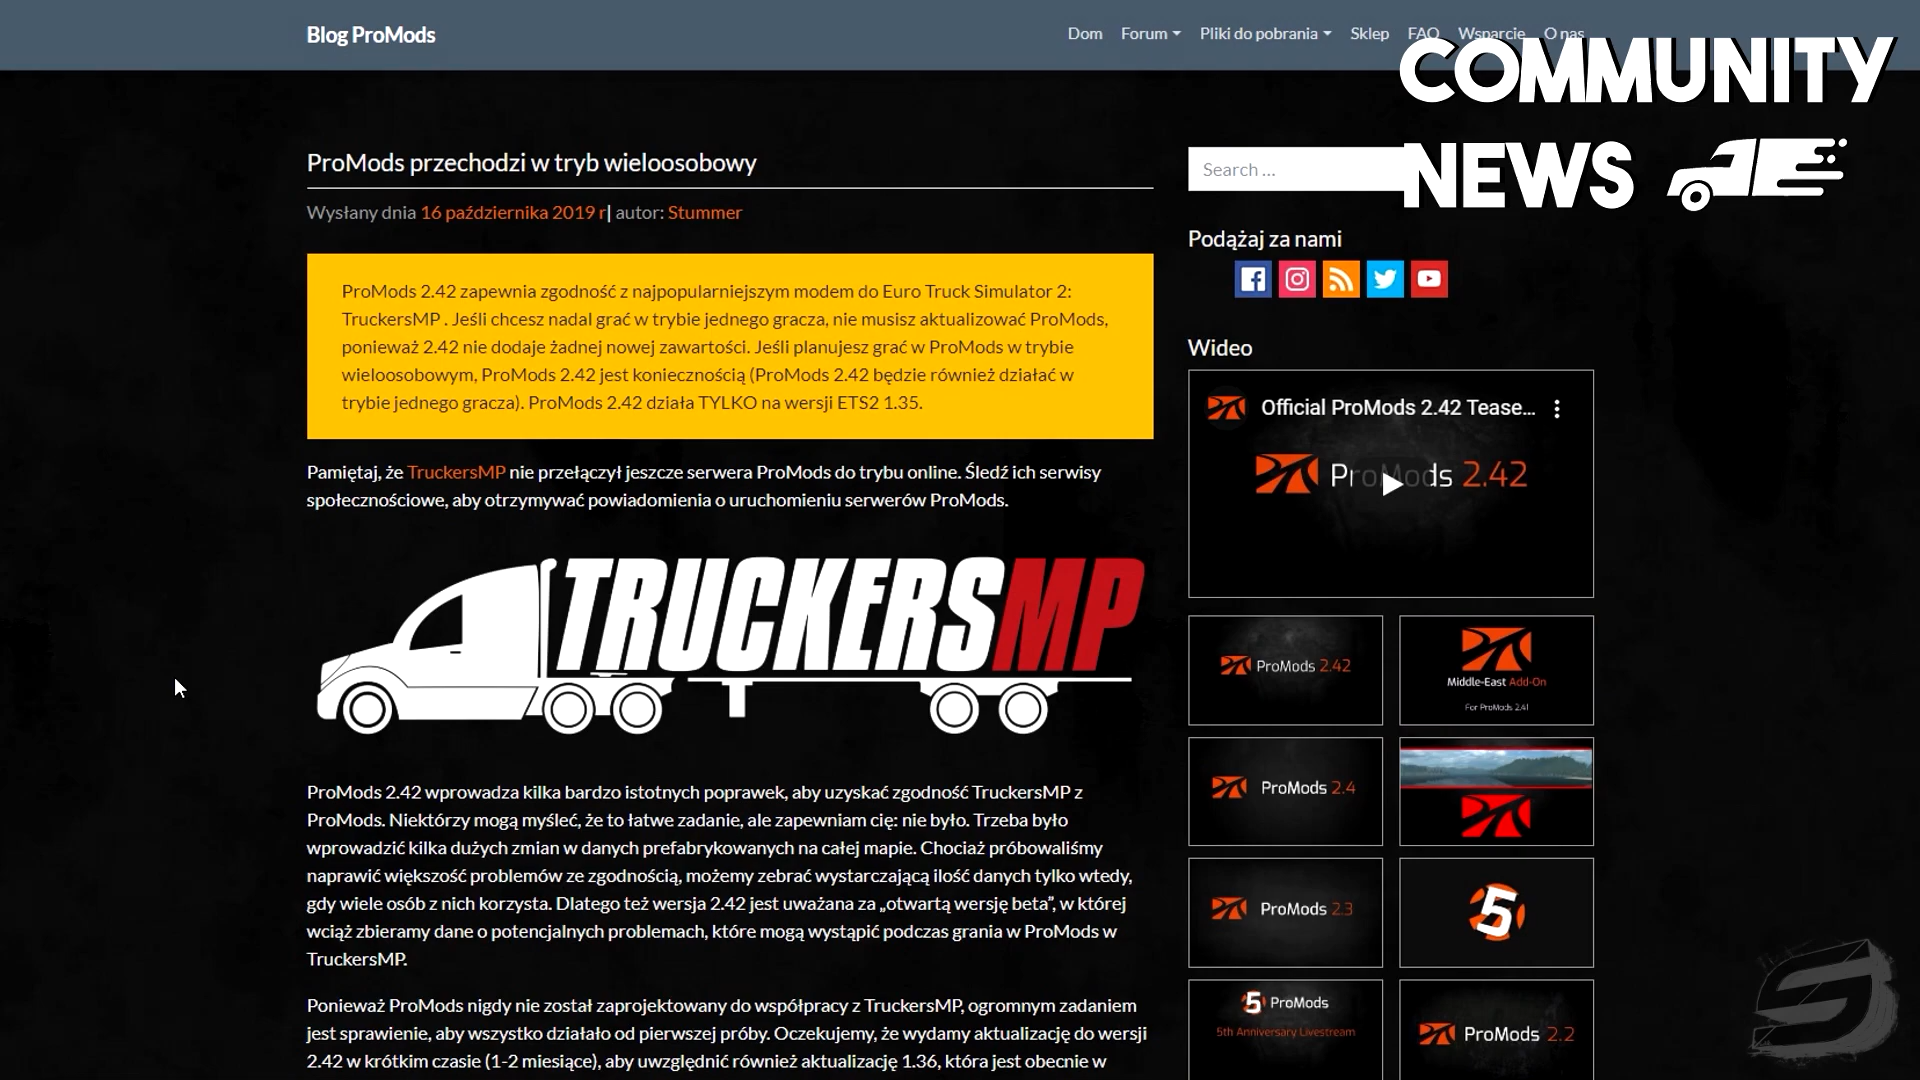 Blog ProMods
Dom Forum Pliki do pobrania Sklep FAQ Wsparcie O nas
COMMUNITY
NEWS
ProMods przechodzi w tryb wieloosobowy
Wysłany dnia 16 października 2019 r| autor: Stummer
ProMods 2.42 zapewnia zgodność z najpopularniejszym modem do Euro Truck Simulator 2:
TruckersMP . Jeśli chcesz nadal grać w trybie jednego gracza, nie musisz aktualizować ProMods,
ponieważ 2.42 nie dodaje żadnej nowej zawartości. Jeśli planujesz grać w ProMods w trybie
wieloosobowym, ProMods 2.42 jest koniecznością (ProMods 2.42 będzie również działać w
trybie jednego gracza). ProMods 2.42 działa TYLKO na wersji ETS2 1.35.
Pamiętaj, że TruckersMP nie przełączył jeszcze serwera ProMods do trybu online. Śledź ich serwisy
społecznościowe, aby otrzymywać powiadomienia o uruchomieniu serwerów ProMods.
TRUCKERSMP
ProMods 2.42 wprowadza kilka bardzo istotnych poprawek, aby uzyskać zgodność TruckersMP z
ProMods. Niektórzy mogą myśleć, że to łatwe zadanie, ale zapewniam cię: nie było. Trzeba było
wprowadzić kilka dużych zmian w danych prefabrykowanych na całej mapie. Chociaż próbowaliśmy
naprawić większość problemów ze zgodnością, możemy zebrać wystarczającą ilość danych tylko wtedy,
gdy wiele osób z nich korzysta. Dlatego też wersja 2.42 jest uważana za „otwartą wersję beta”, w której
wciąż zbieramy dane o potencjalnych problemach, które mogą wystąpić podczas grania w ProMods w
TruckersMP.
Ponieważ ProMods nigdy nie został zaprojektowany do współpracy z TruckersMP, ogromnym zadaniem
jest sprawienie, aby wszystko działało od pierwszej próby. Oczekujemy, że wydamy aktualizację do wersji
2.42 w krótkim czasie (1-2 miesiące), aby uwzględnić również aktualizację 1.36, która jest obecnie w
Search ...
Podążaj za nami
Wideo
Official ProMods 2.42 Tease...
ProMods 2.42
ProMods 2.42
Middle-East Add-On
For ProMods 2.41
ProMods 2.4
ProMods 2.3
5
5 ProMods
5th Anniversary Livestream
ProMods 2.2